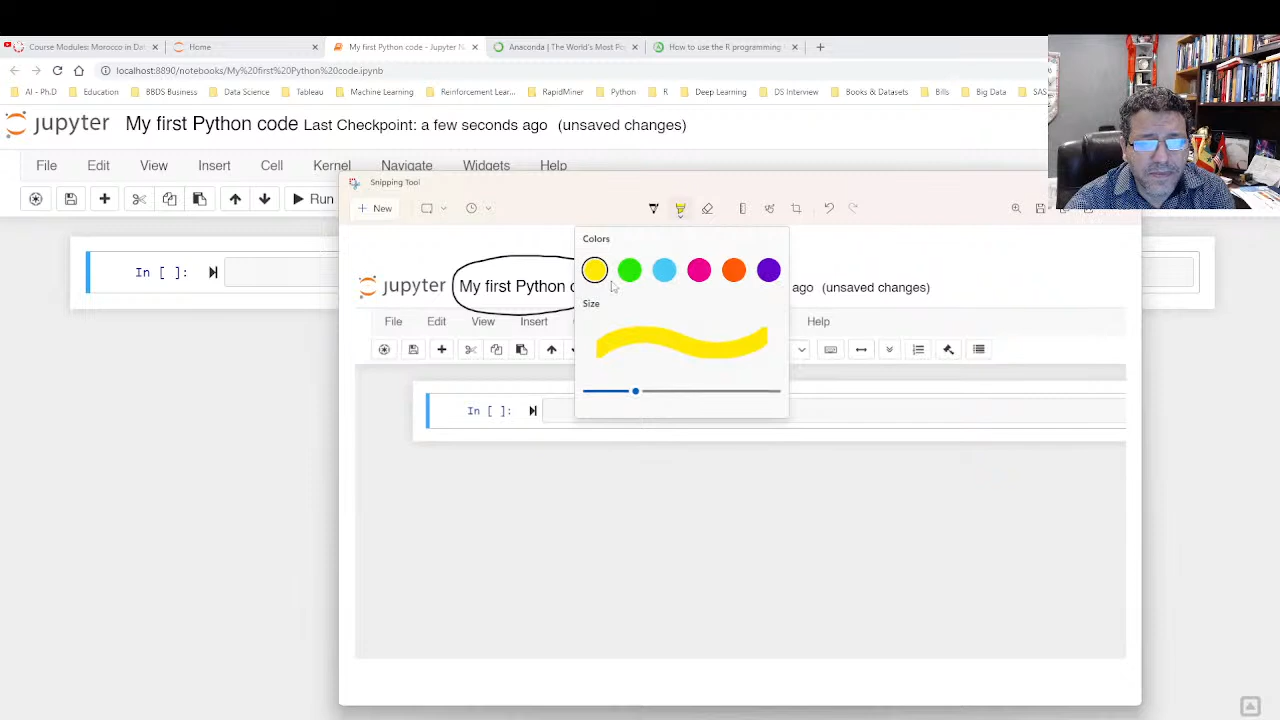 Course Modules: Morocco in Da
Home
My first Python code - Jupyter N
Anaconda | The World's Most Po
How to use the R programming
localhost:8890/notebooks/My%20first%20Python%20code.ipynb
AI - Ph.D
Education
BBDS Business
Data Science
Tableau
Machine Learning
Reinforcement Lear...
RapidMiner
Python
R
Deep Learning
DS Interview
Books & Datasets
Bills
Big Data
SAS
jupyter My first Python code Last Checkpoint: a few seconds ago (unsaved changes)
File Edit View Insert Cell Kernel Navigate Widgets Help
Run
In [ ]:
Snipping Tool
New
Colors
Size
jupyter My first Python c
ago (unsaved changes)
File Edit View Insert
Help
In [ ]: